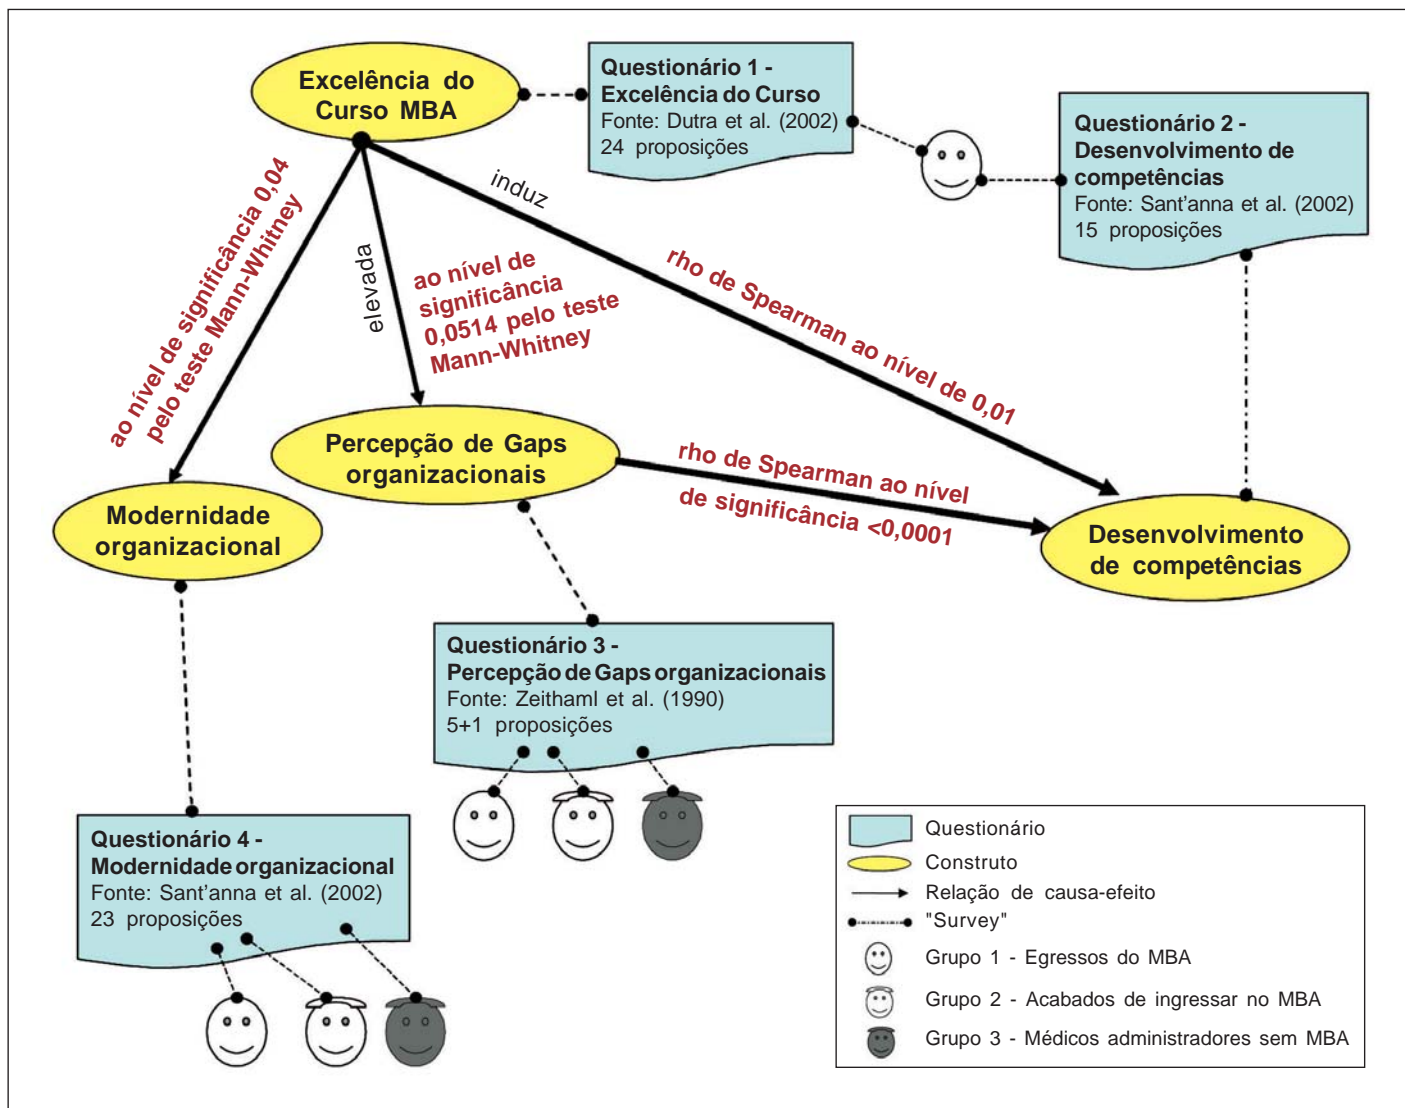 Excelência do
Curso MBA
Questionário 1 -
Excelência do Curso
Fonte: Dutra et al. (2002)
24 proposições
Questionário 2 -
Desenvolvimento de
competências
Fonte: Sant'anna et al. (2002)
15 proposições
induz
elevada
ao nível de significância 0,04
pelo teste Mann-Whitney
ao nível de
significância
0,0514 pelo teste
Mann-Whitney
rho de Spearman ao nível de 0,01
Percepção de Gaps
organizacionais
rho de Spearman ao nível
de significância <0,0001
Modernidade
organizacional
Desenvolvimento
de competências
Questionário 3 -
Percepção de Gaps organizacionais
Fonte: Zeithaml et al. (1990)
5+1 proposições
Questionário 4 -
Modernidade organizacional
Fonte: Sant'anna et al. (2002)
23 proposições
Questionário
Construto
Relação de causa-efeito
"Survey"
Grupo 1 - Egressos do MBA
Grupo 2 - Acabados de ingressar no MBA
Grupo 3 - Médicos administradores sem MBA